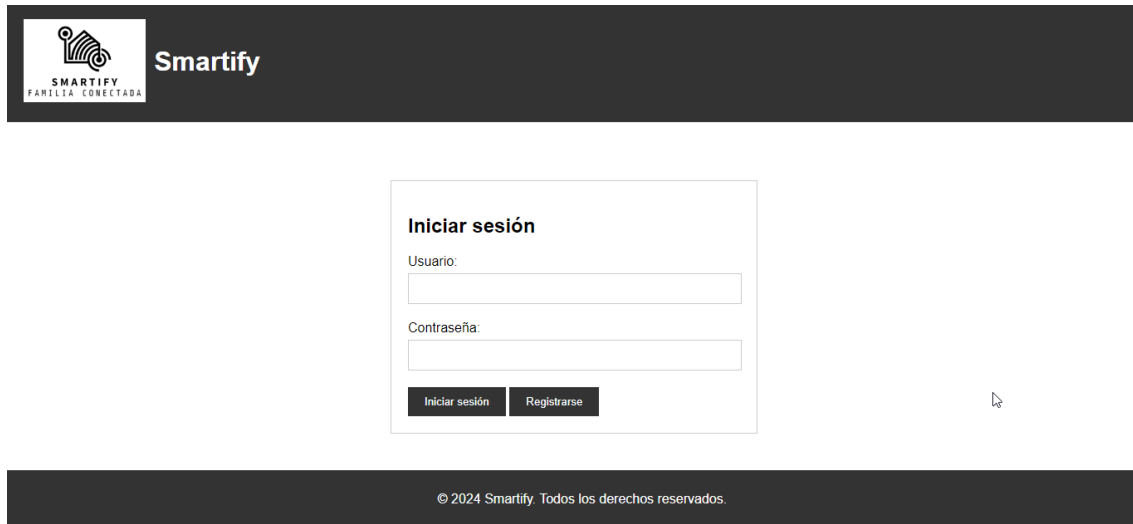 SMARTIFY
FAMILIA CONECTADA
Smartify
Iniciar sesión
Usuario:
Contraseña:
Iniciar sesión Registrarse
© 2024 Smartify. Todos los derechos reservados.